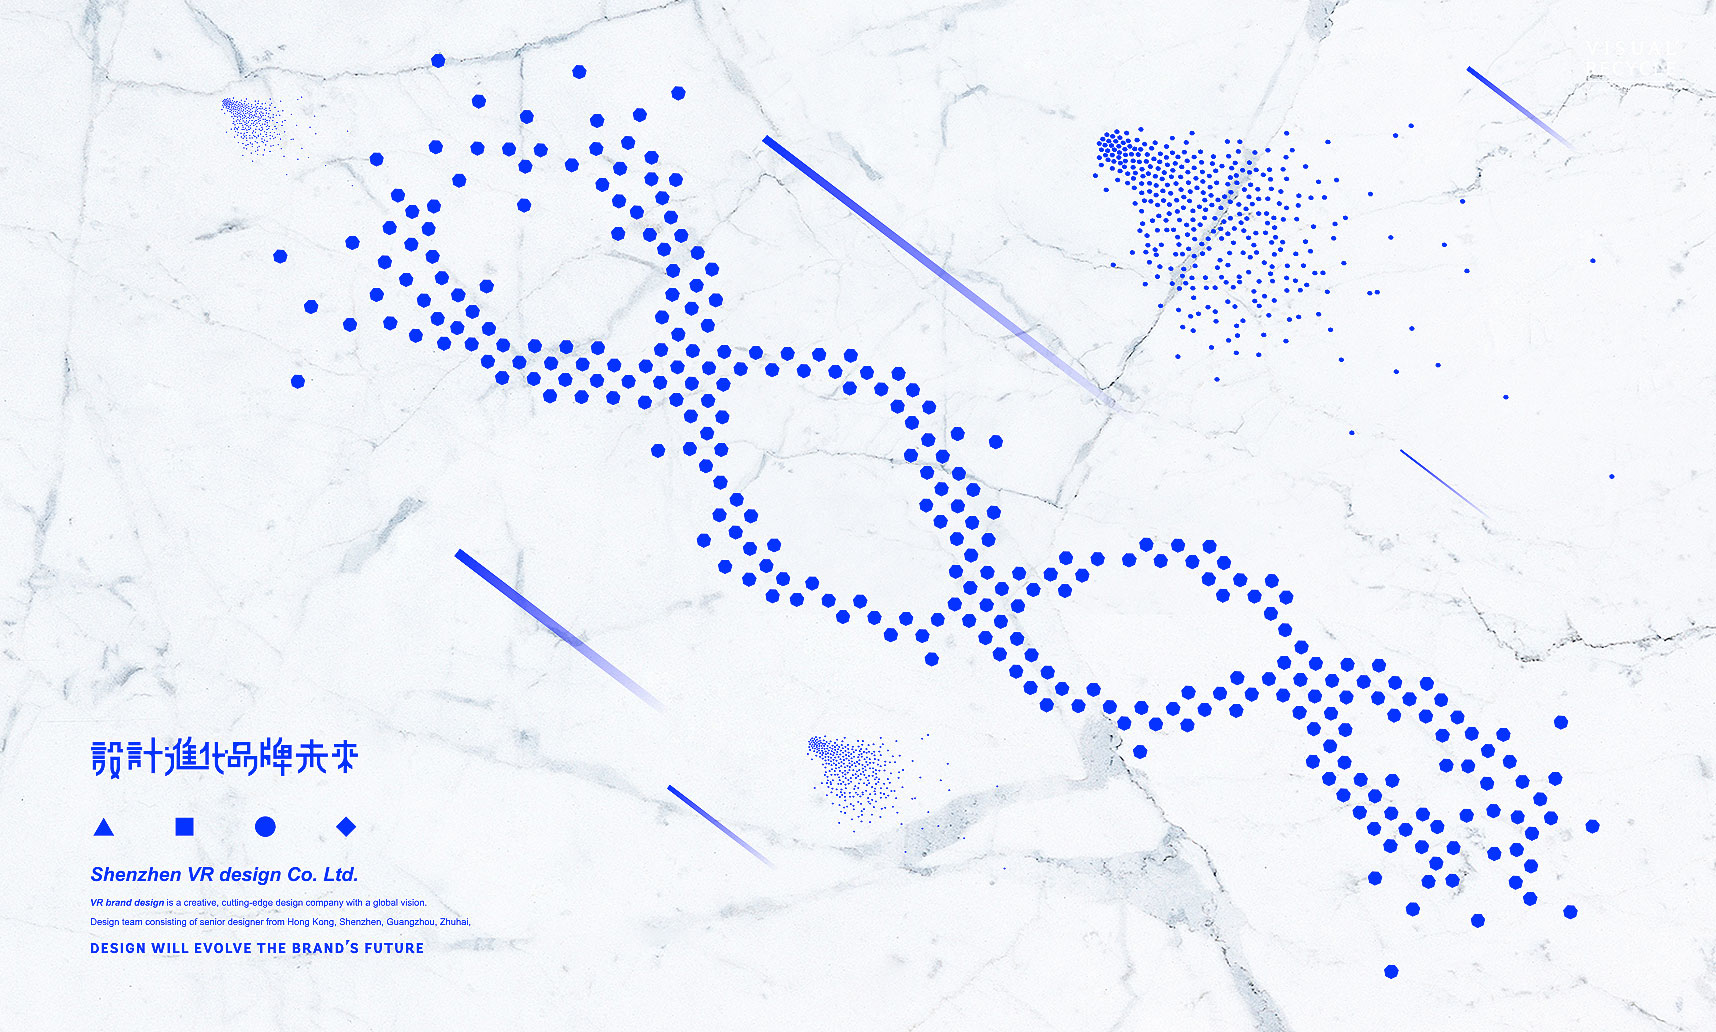 VISUAL
設計進化品牌未來
Shenzhen VR design Co. Ltd.
VR brand design is a creative, cutting-edge design company with a global vision.
Design team consisting of senior designer from Hong Kong, Shenzhen, Guangzhou, Zhuhai,
DESIGN WILL EVOLVE THE BRAND'S FUTURE